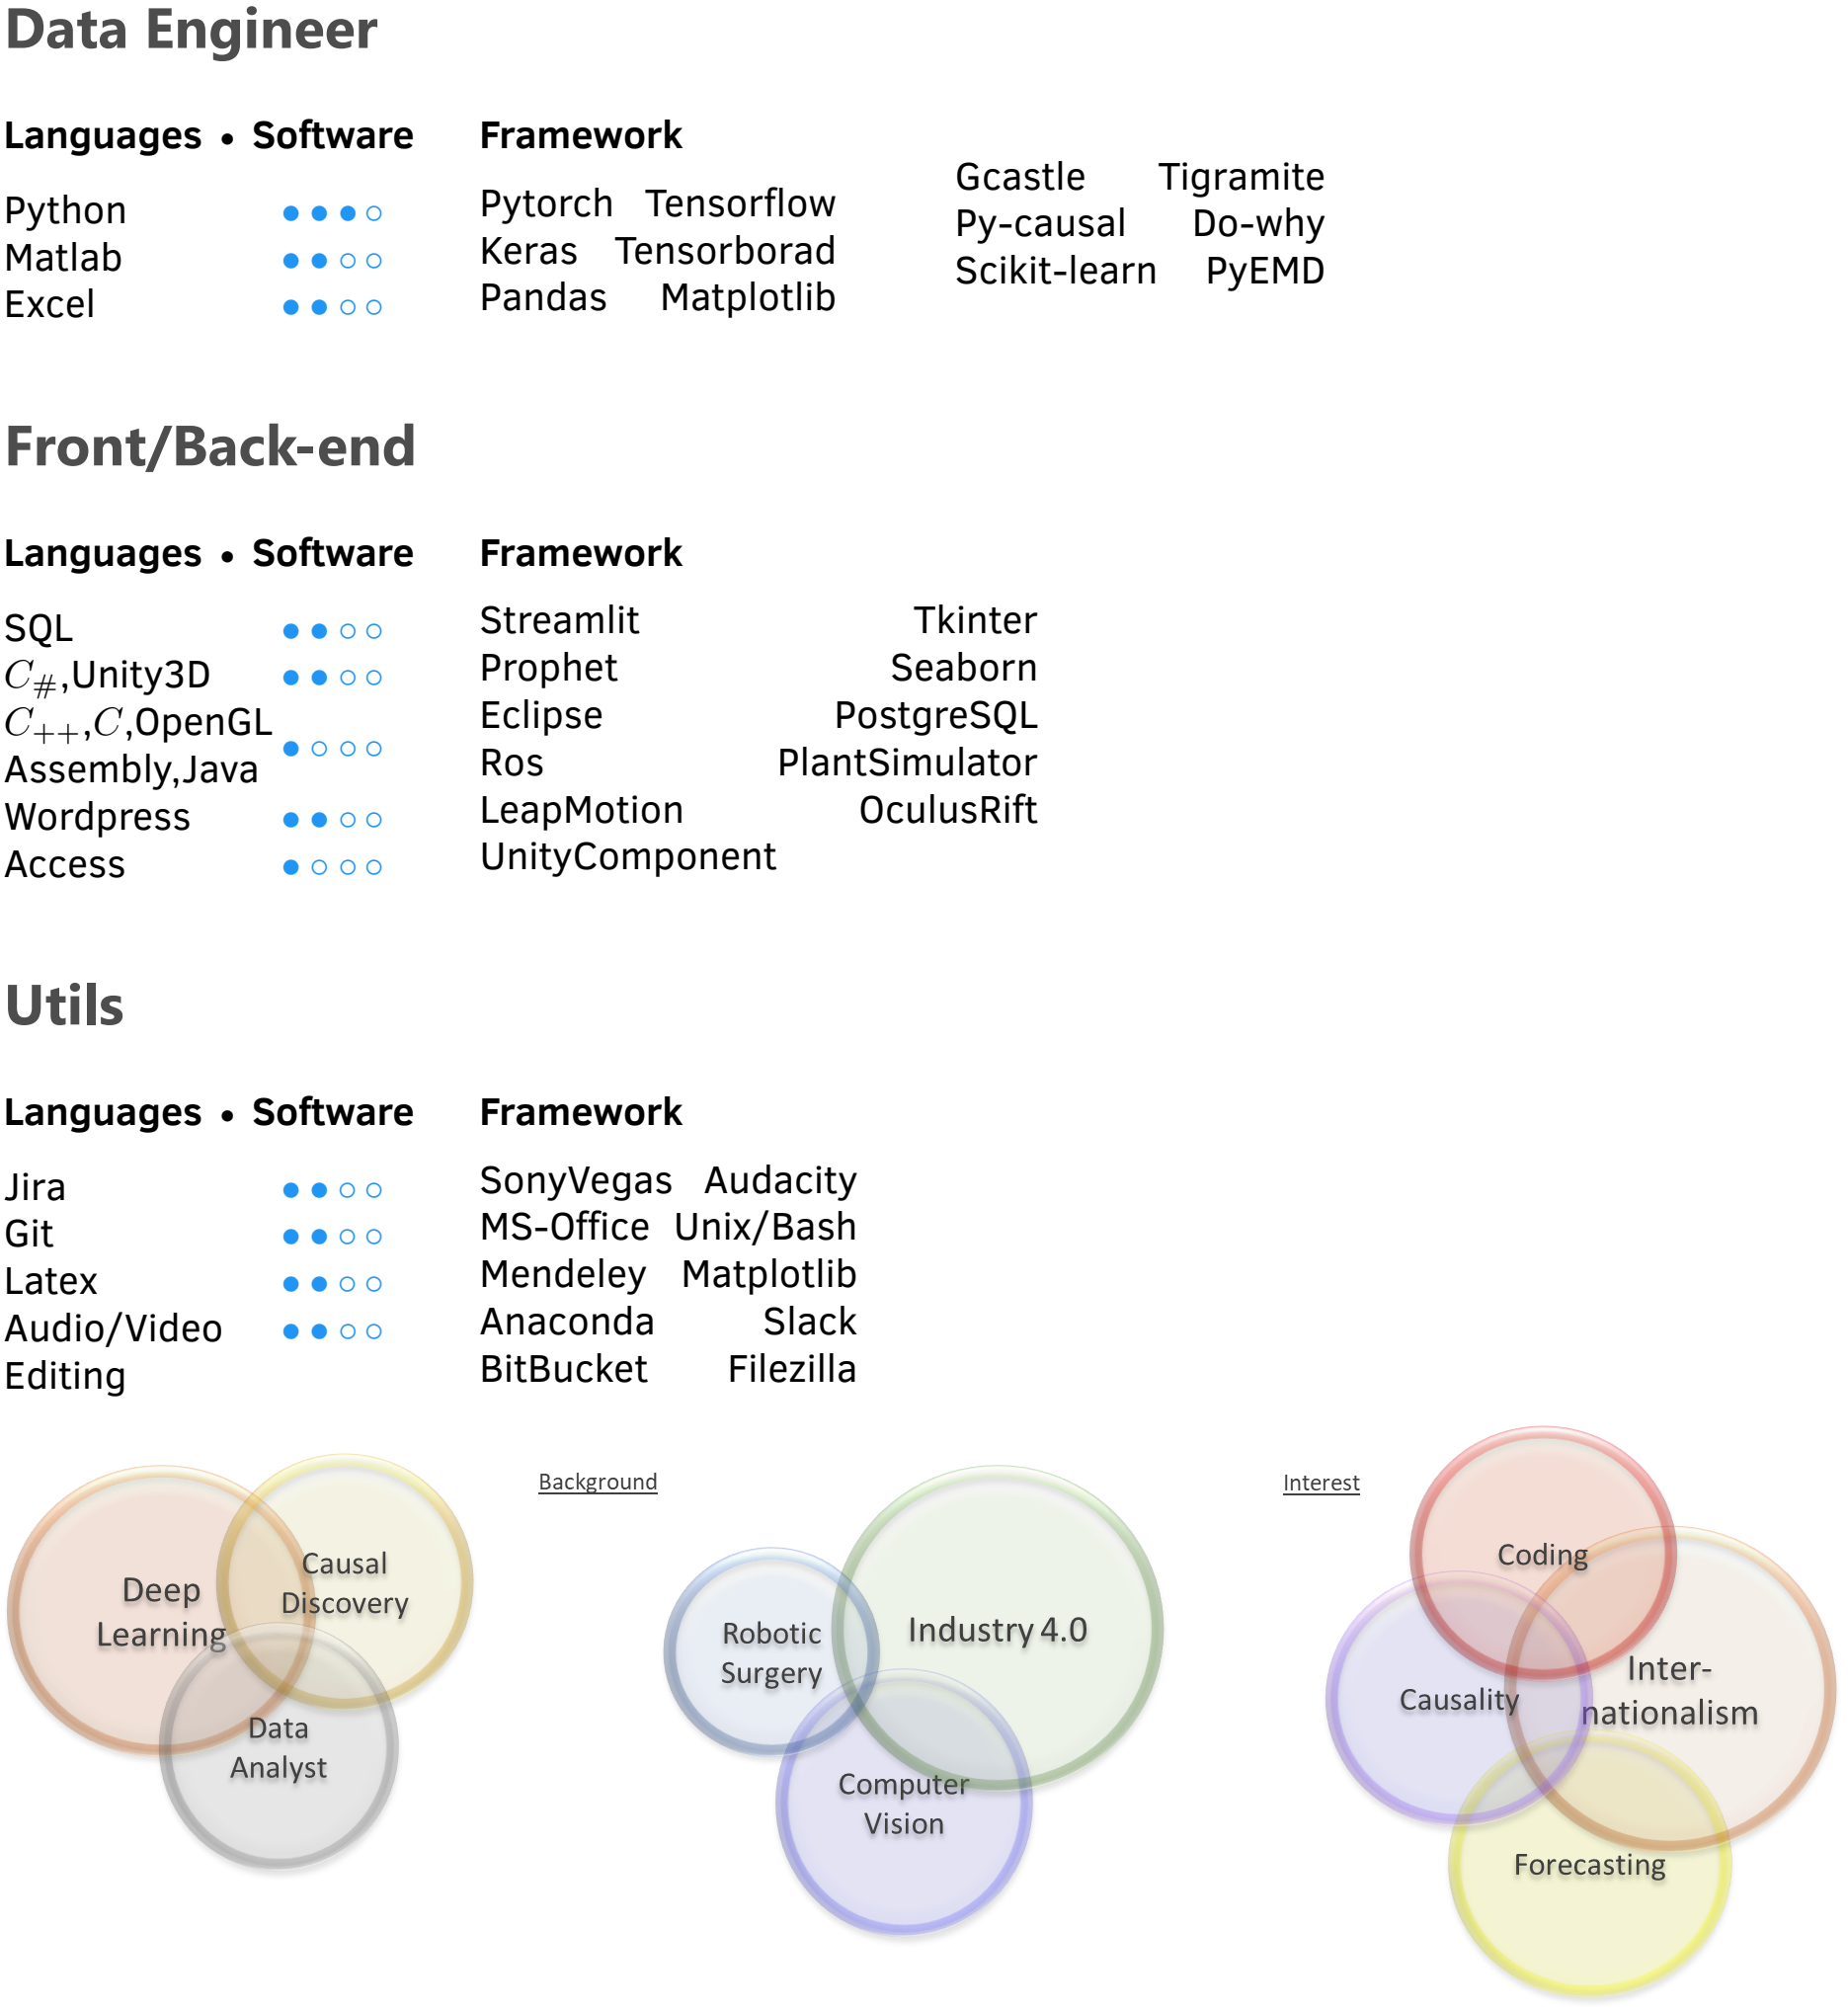 Data Engineer
Languages • Software
Python
Matlab
Excel
Framework
Pytorch Tensorflow
Keras Tensorborad
Pandas Matplotlib
Gcastle Tigramite
Py-causal Do-why
Scikit-learn PyEMD
Front/Back-end
Languages • Software
SQL
C#,Unity3D
C++,C,OpenGL
Assembly,Java
Wordpress
Access
Framework
Streamlit Tkinter
Prophet Seaborn
Eclipse PostgreSQL
Ros PlantSimulator
LeapMotion OculusRift
UnityComponent
Utils
Languages • Software
Jira
Git
Latex
Audio/Video
Editing
Framework
SonyVegas Audacity
MS-Office Unix/Bash
Mendeley Matplotlib
Anaconda Slack
BitBucket Filezilla
Deep
Learning
Causal
Discovery
Data
Analyst
Background
Robotic
Surgery
Industry 4.0
Computer
Vision
Interest
Coding
Causality
Inter-
nationalism
Forecasting